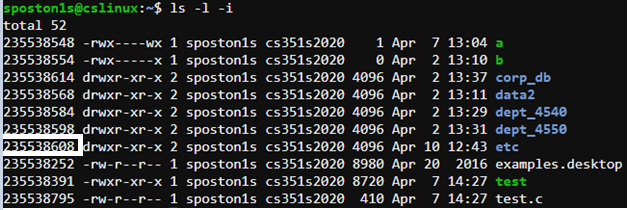 sposton1s@cslinux:~$ ls -l -i
total 52
235538548 -rwx----wx 1 sposton1s cs351s2020 1 Apr 7 13:04 a
235538554 -rwx-----x 1 sposton1s cs351s2020 0 Apr 2 13:10 b
235538614 drwxr-xr-x 2 sposton1s cs351s2020 4096 Apr 2 13:37 corp_db
235538568 drwxr-xr-x 2 sposton1s cs351s2020 4096 Apr 2 13:11 data2
235538584 drwxr-xr-x 2 sposton1s cs351s2020 4096 Apr 2 13:29 dept_4540
235538598 drwxr-xr-x 2 sposton1s cs351s2020 4096 Apr 2 13:31 dept_4550
235538608 drwxr-xr-x 2 sposton1s cs351s2020 4096 Apr 10 12:43 etc
235538252 -rw-r--r-- 1 sposton1s cs351s2020 8980 Apr 20 2016 examples.desktop
235538391 -rwxr-xr-x 1 sposton1s cs351s2020 8720 Apr 7 14:27 test
235538795 -rw-r--r-- 1 sposton1s cs351s2020 410 Apr 7 14:27 test.c